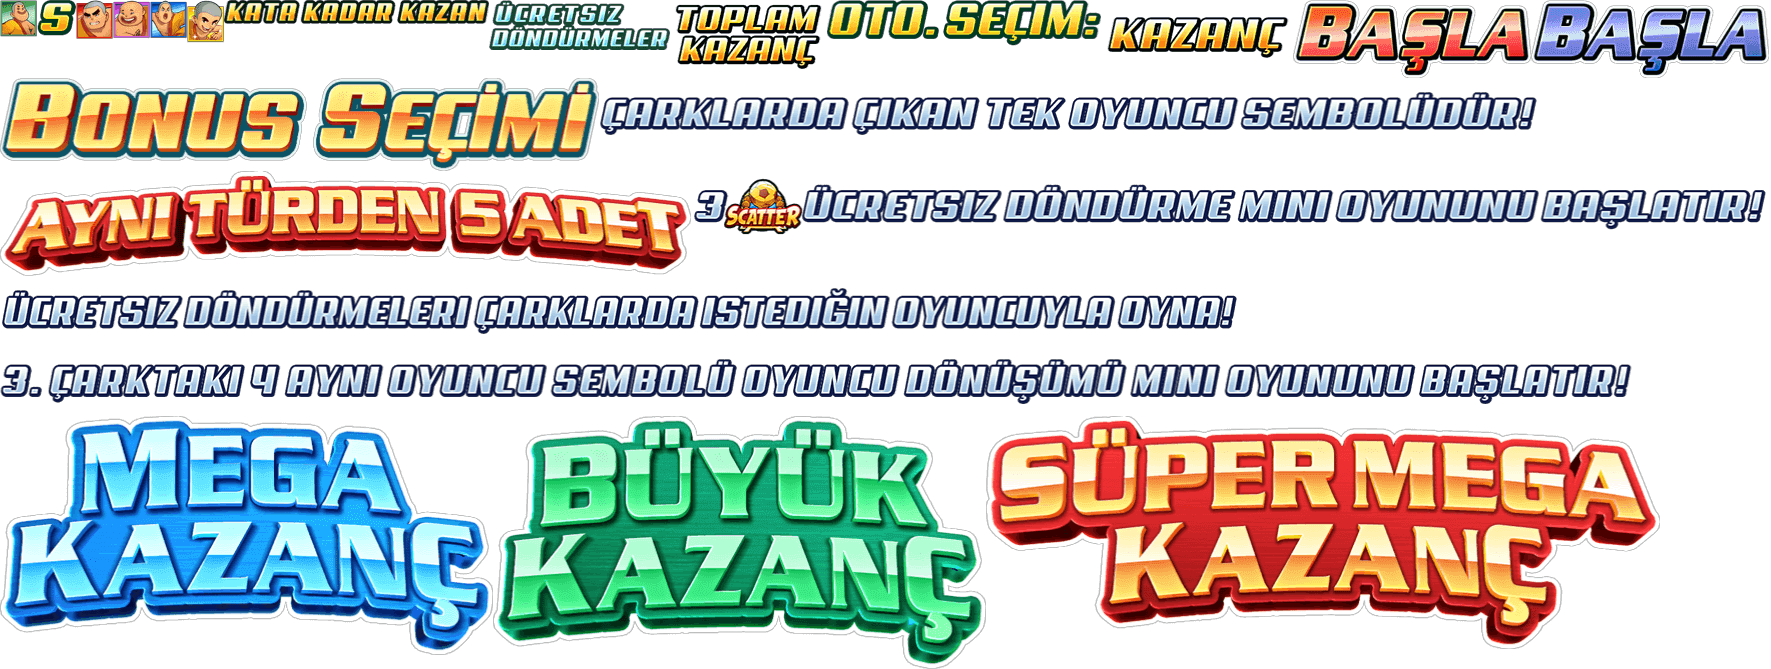 S
KATA KADAR KAZAN
ÜCRETSIZ
DÖNDÜRMELER
TOPLAM
KAZANÇ
OTO. SEÇIM:
KAZANÇ
BAŞLA
BAŞLA
BONUS SEÇİMİ
ÇARKLARDA ÇIKAN TEK OYUNCU SEMBOLÜDÜR!
AYNI TÜRDEN 5 ADET
3 SCATTER ÜCRETSIZ DÖNDÜRME MINI OYUNUNU BAŞLATIR!
ÜCRETSIZ DÖNDÜRMELERI ÇARKLARDA ISTEDIĞIN OYUNCUYLA OYNA!
3. ÇARKTAKI 4 AYNI OYUNCU SEMBOLÜ OYUNCU DÖNÜŞÜMÜ MINI OYUNUNU BAŞLATIR!
MEGA
KAZANÇ
BÜYÜK
KAZANÇ
SÜPER MEGA
KAZANÇ